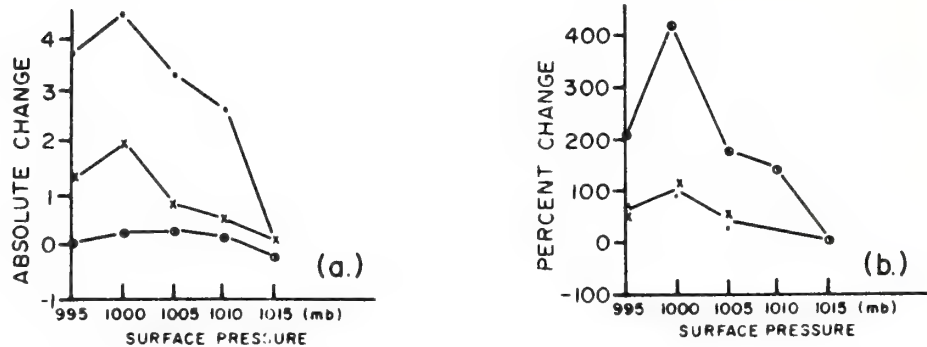 ABSOLUTE CHANGE
4
3
2
1
0
-1
995 1000 1005 1010 1015 (mb)
SURFACE PRESSURE
(a.)
PERCENT CHANGE
400
300
200
100
0
-100
995 1000 1005 1010 1015 (mb)
SURFACE PRESSURE
(b.)